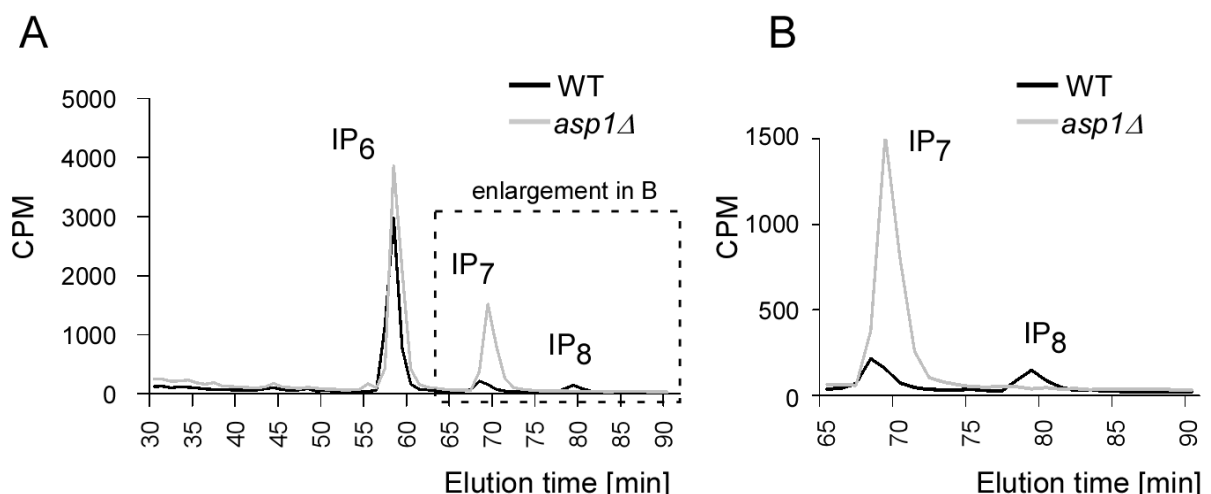 A
WT
asp1Δ
5000
4000
3000
2000
1000
0
CPM
IP6
enlargement in B
IP7
IP8
30
35
40
45
50
55
60
65
70
75
80
85
90
Elution time [min]
B
WT
asp1Δ
1500
1000
500
0
CPM
IP7
IP8
65
70
75
80
85
90
Elution time [min]